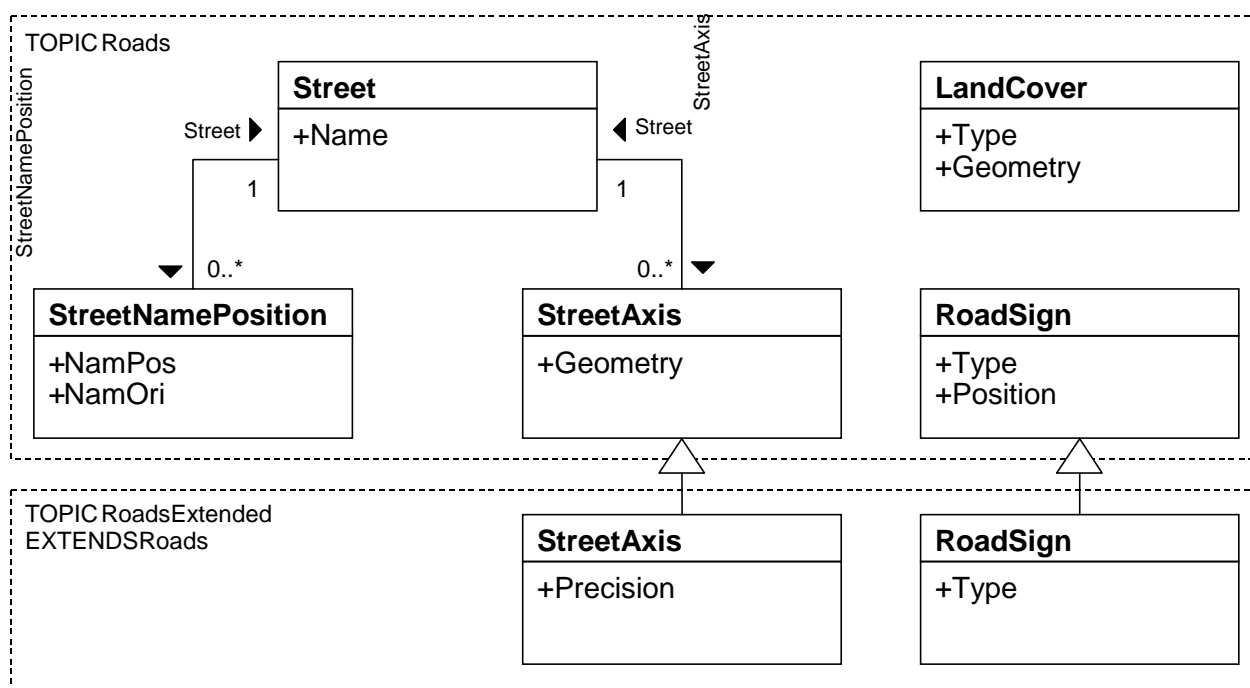 TOPIC Roads
StreetNamePosition
StreetAxis
Street
+Name
Street
Street
1
1
0..*
0..*
LandCover
+Type
+Geometry
StreetNamePosition
+NamPos
+NamOri
StreetAxis
+Geometry
RoadSign
+Type
+Position
TOPIC RoadsExtended
EXTENDSRoads
StreetAxis
+Precision
RoadSign
+Type